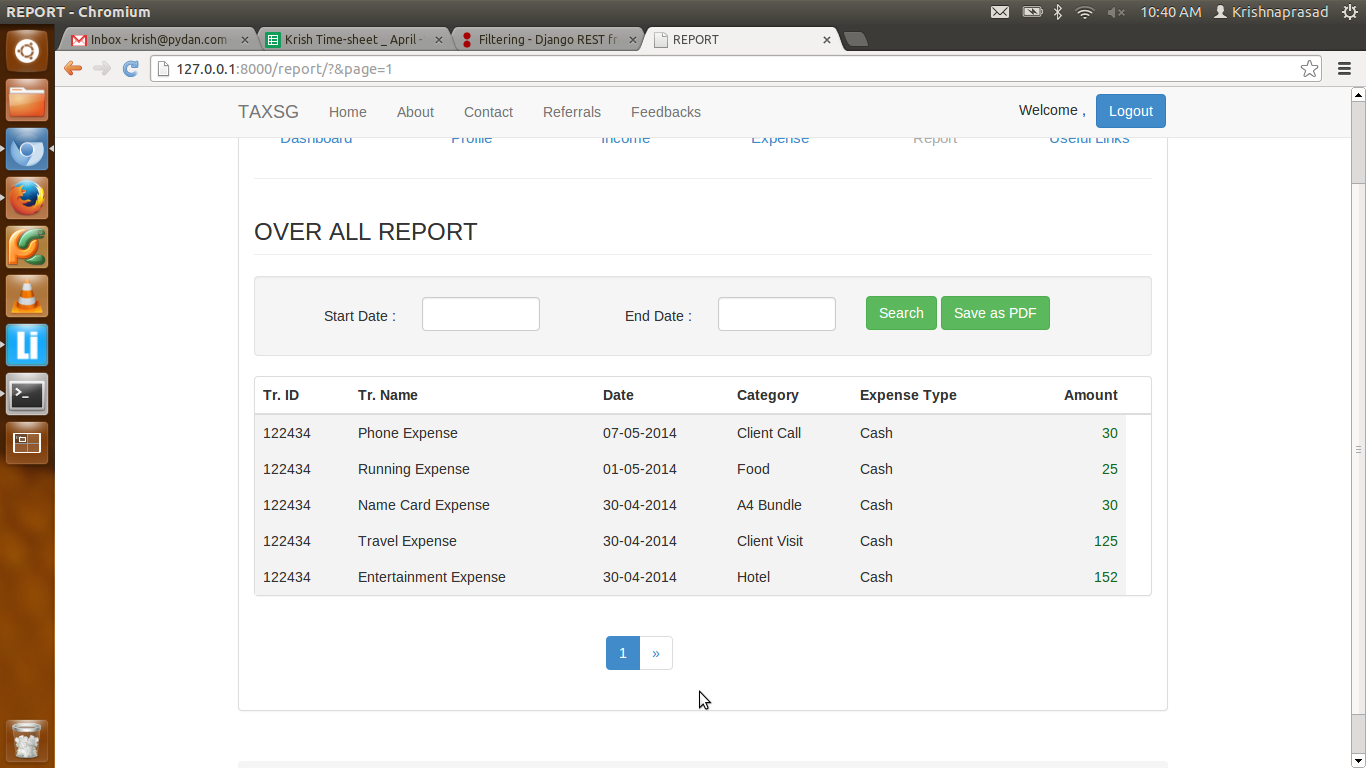 REPORT - Chromium 10:40 AM Krishnaprasad
Inbox - krish@pydan.com × Krish Time-sheet _ April - × Filtering - Django REST fr × REPORT ×
127.0.0.1:8000/report/?&page=1
TAXSG Home About Contact Referrals Feedbacks Welcome , Logout
Dashboard Profile Income Expense Report Useful Links
OVER ALL REPORT
Start Date : End Date : Search Save as PDF
Tr. ID Tr. Name Date Category Expense Type Amount
122434 Phone Expense 07-05-2014 Client Call Cash 30
122434 Running Expense 01-05-2014 Food Cash 25
122434 Name Card Expense 30-04-2014 A4 Bundle Cash 30
122434 Travel Expense 30-04-2014 Client Visit Cash 125
122434 Entertainment Expense 30-04-2014 Hotel Cash 152
1 »